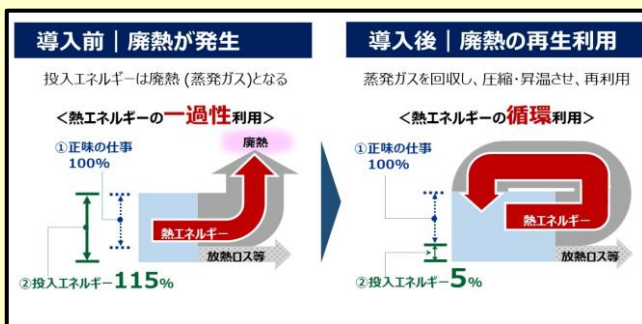 導入前｜廃熱が発生
投入エネルギーは廃熱（蒸発ガス）となる
＜熱エネルギーの一過性利用＞
廃熱
①正味の仕事
100%
熱エネルギー
放熱ロス等
②投入エネルギー115%
導入後｜廃熱の再生利用
蒸発ガスを回収し、圧縮・昇温させ、再利用
＜熱エネルギーの循環利用＞
①正味の仕事
100%
熱エネルギー
放熱ロス等
②投入エネルギー5%